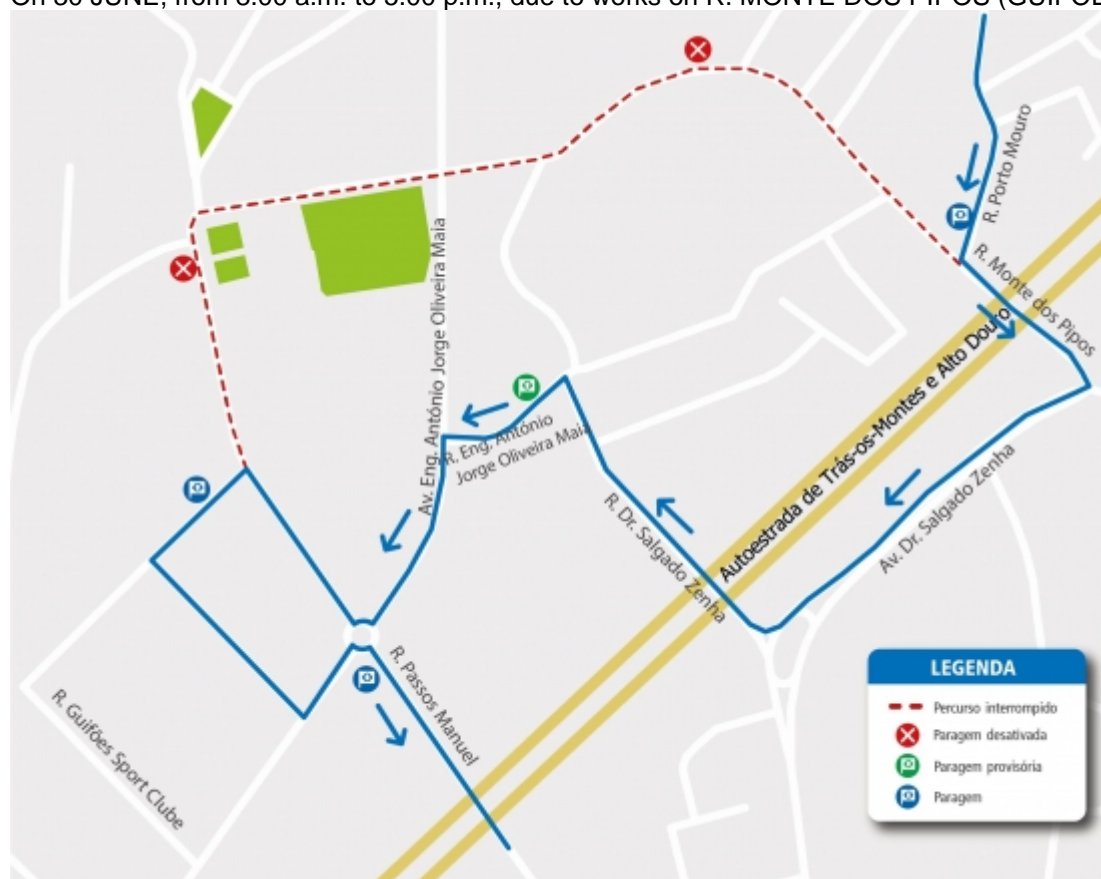 On 30 JUNE, from 8:00 a.m. to 5:00 p.m., due to works on R. MONTE DOS PIPOS
R. Porto Mouro
R. Monte dos Pipos
Av. Eng. António Jorge Oliveira Maia
Autoestrada de Trás-os-Montes e Alto Douro
R. Eng. António
Jorge Oliveira Maia
R. Dr. Salgado Zenha
Av. Dr. Salgado Zenha
R. Passos Manuel
R. Guifões Sport Clube
LEGENDA
Percurso interrompido
Paragem desativada
Paragem provisória
Paragem